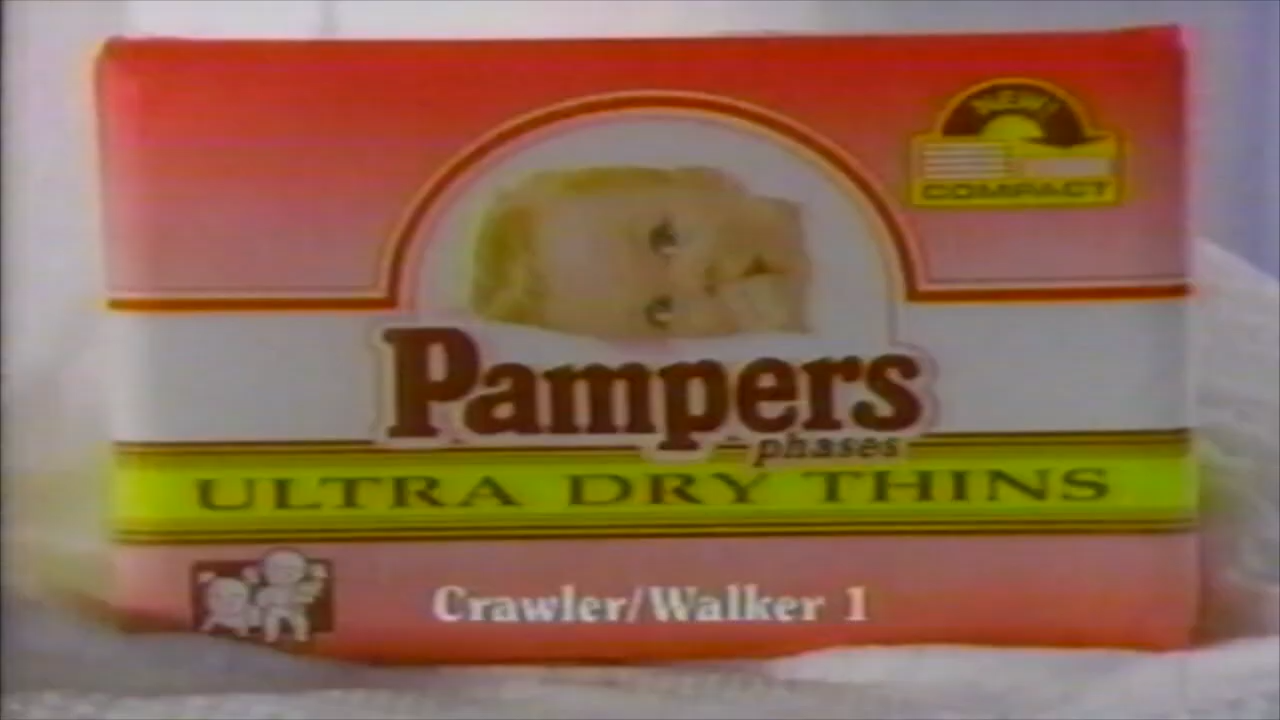 NEW!
COMPACT
Pampers
phases
ULTRA DRY THINS
Crawler/Walker 1